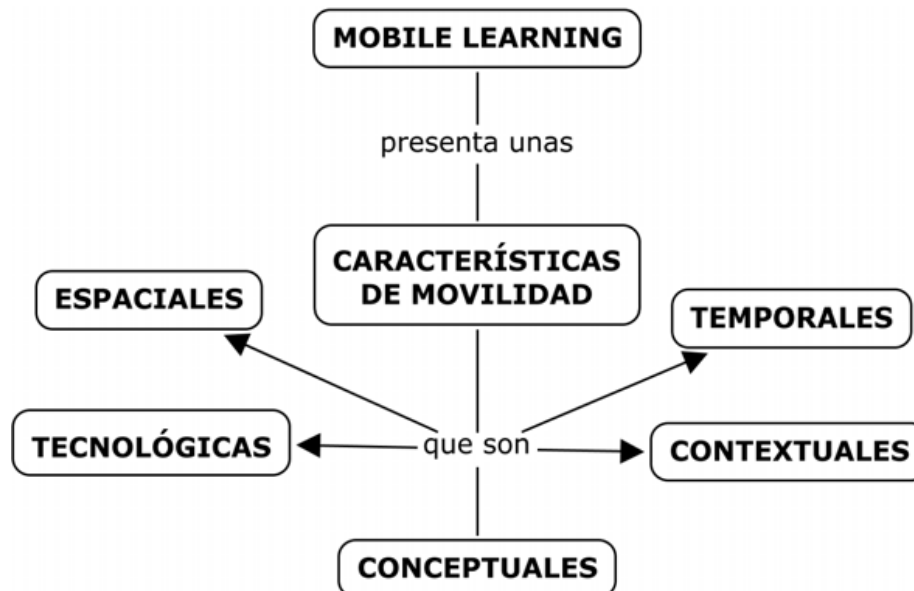 MOBILE LEARNING
presenta unas
CARACTERÍSTICAS
DE MOVILIDAD
ESPACIALES
TEMPORALES
TECNOLÓGICAS
que son
CONTEXTUALES
CONCEPTUALES